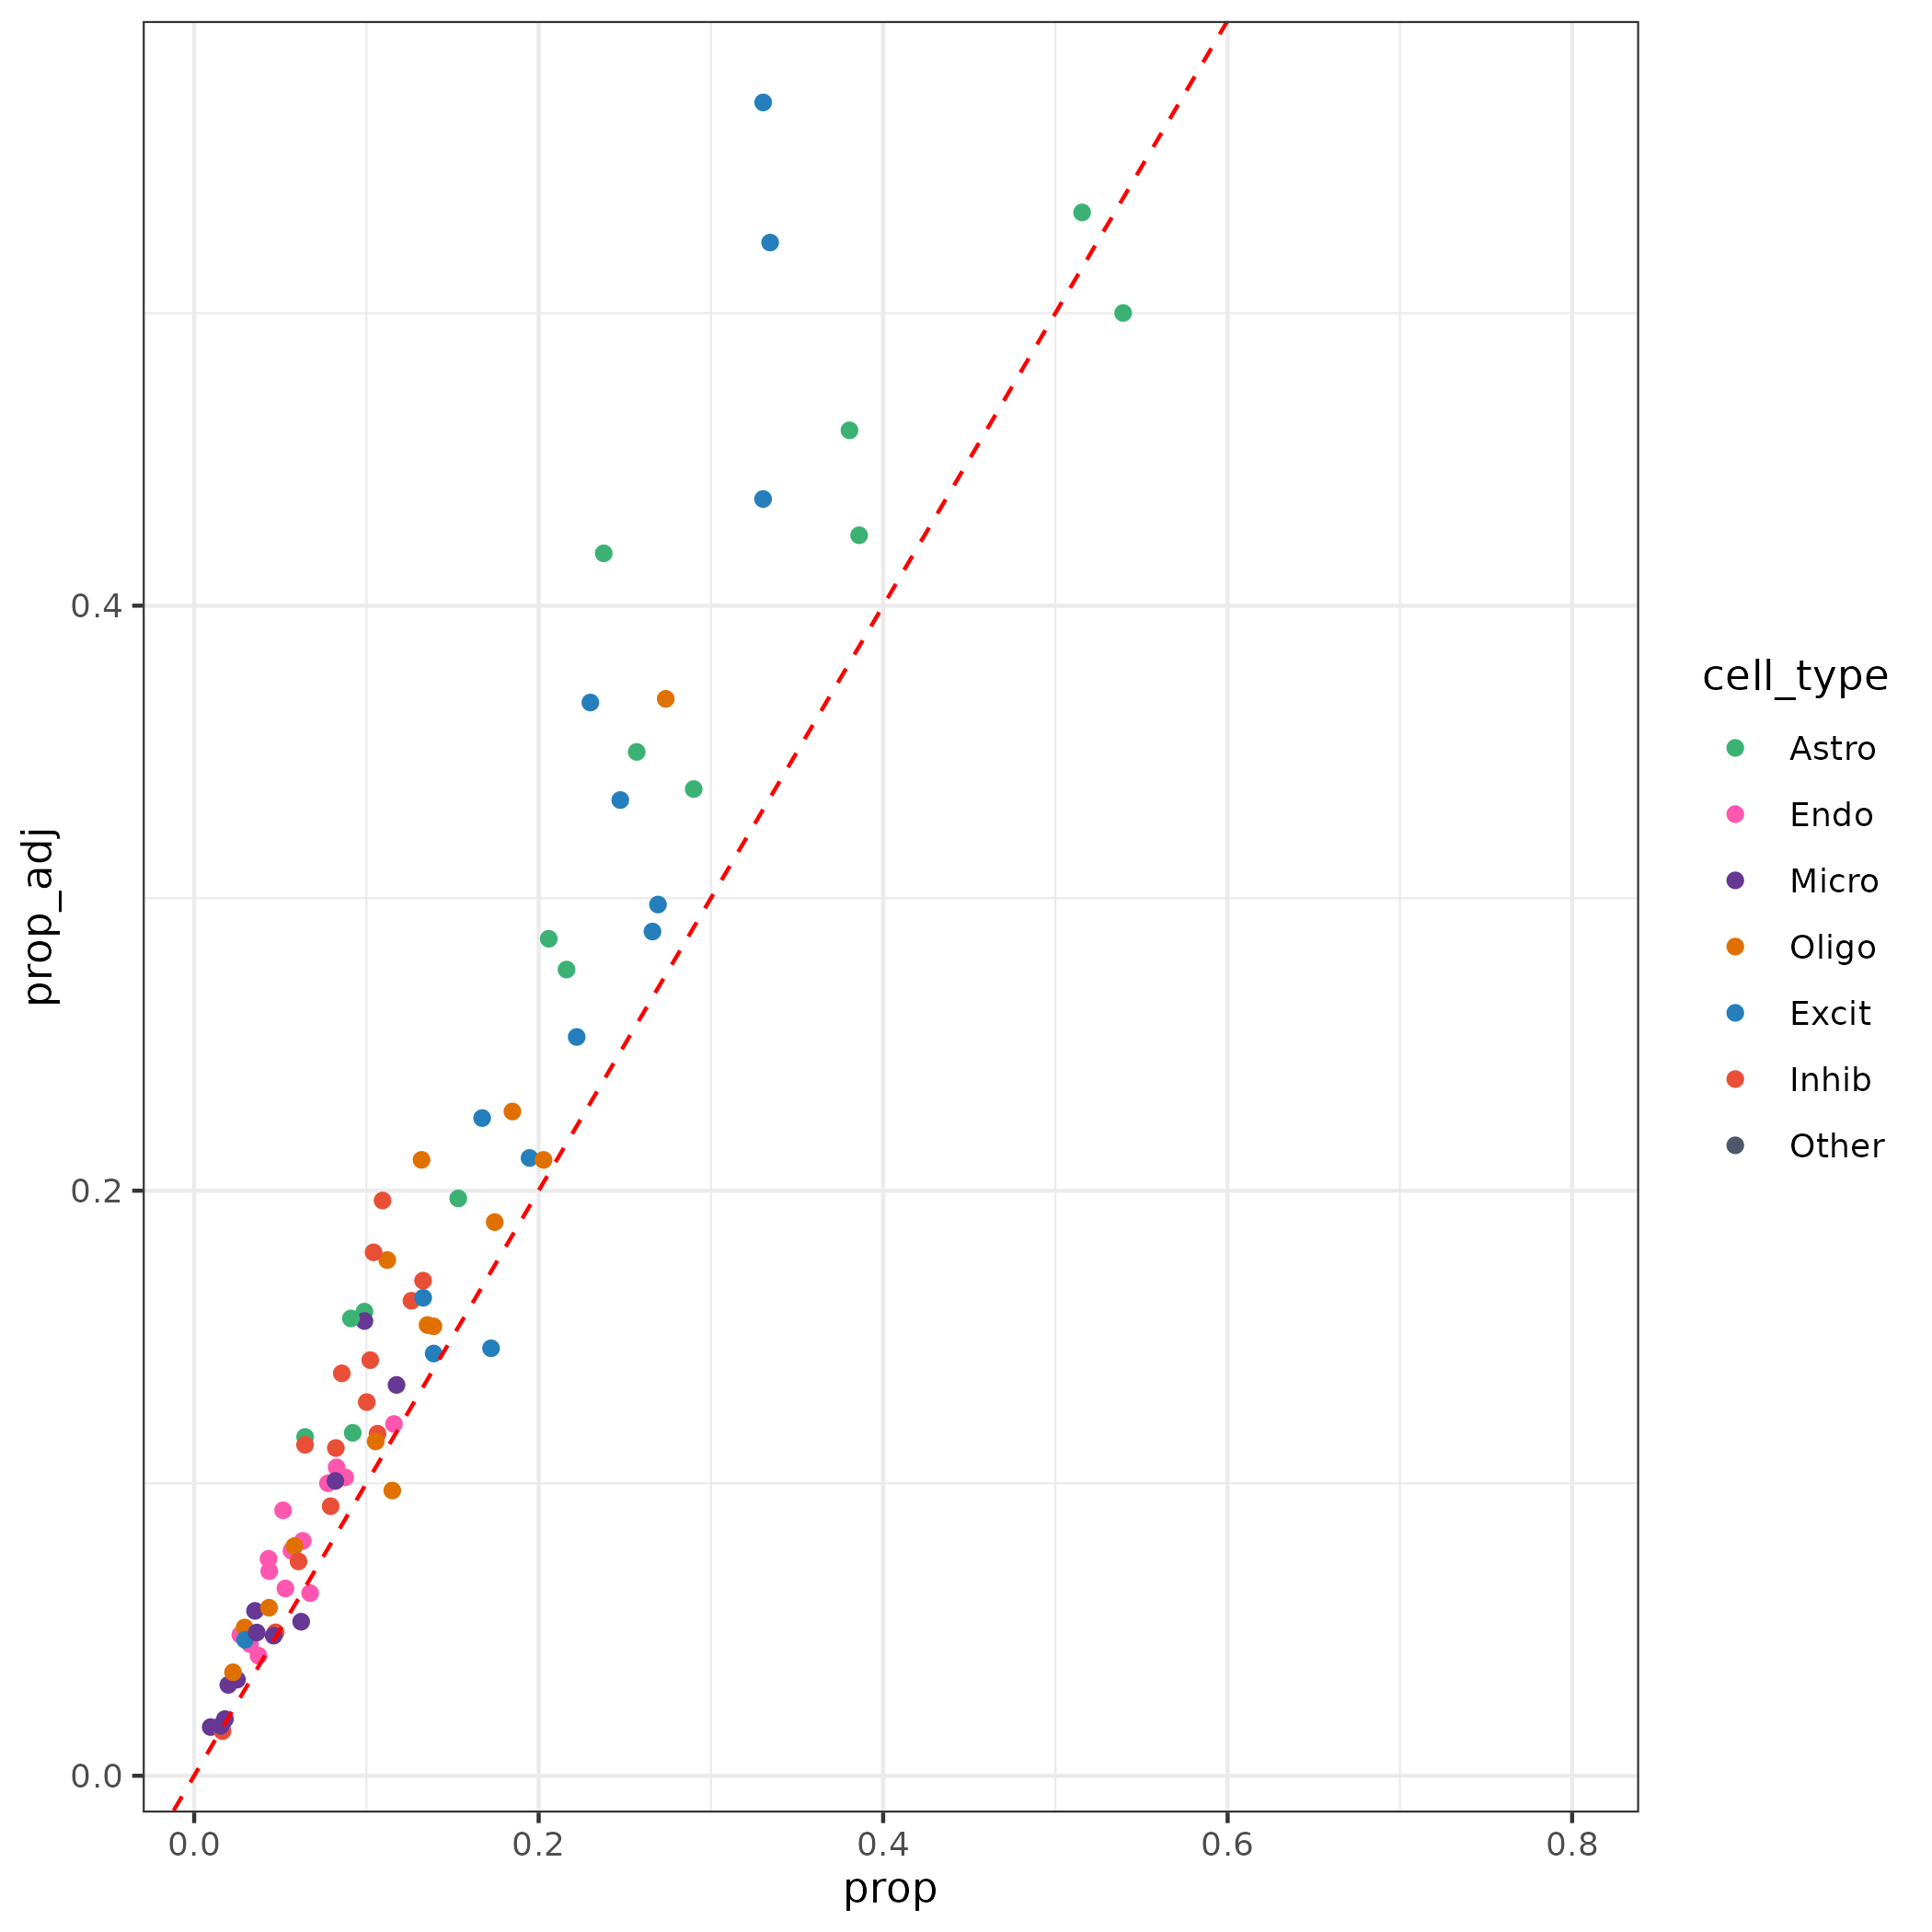 prop_adj
0.4
0.2
0.0
0.0 0.2 0.4 0.6 0.8
prop
cell_type
Astro
Endo
Micro
Oligo
Excit
Inhib
Other